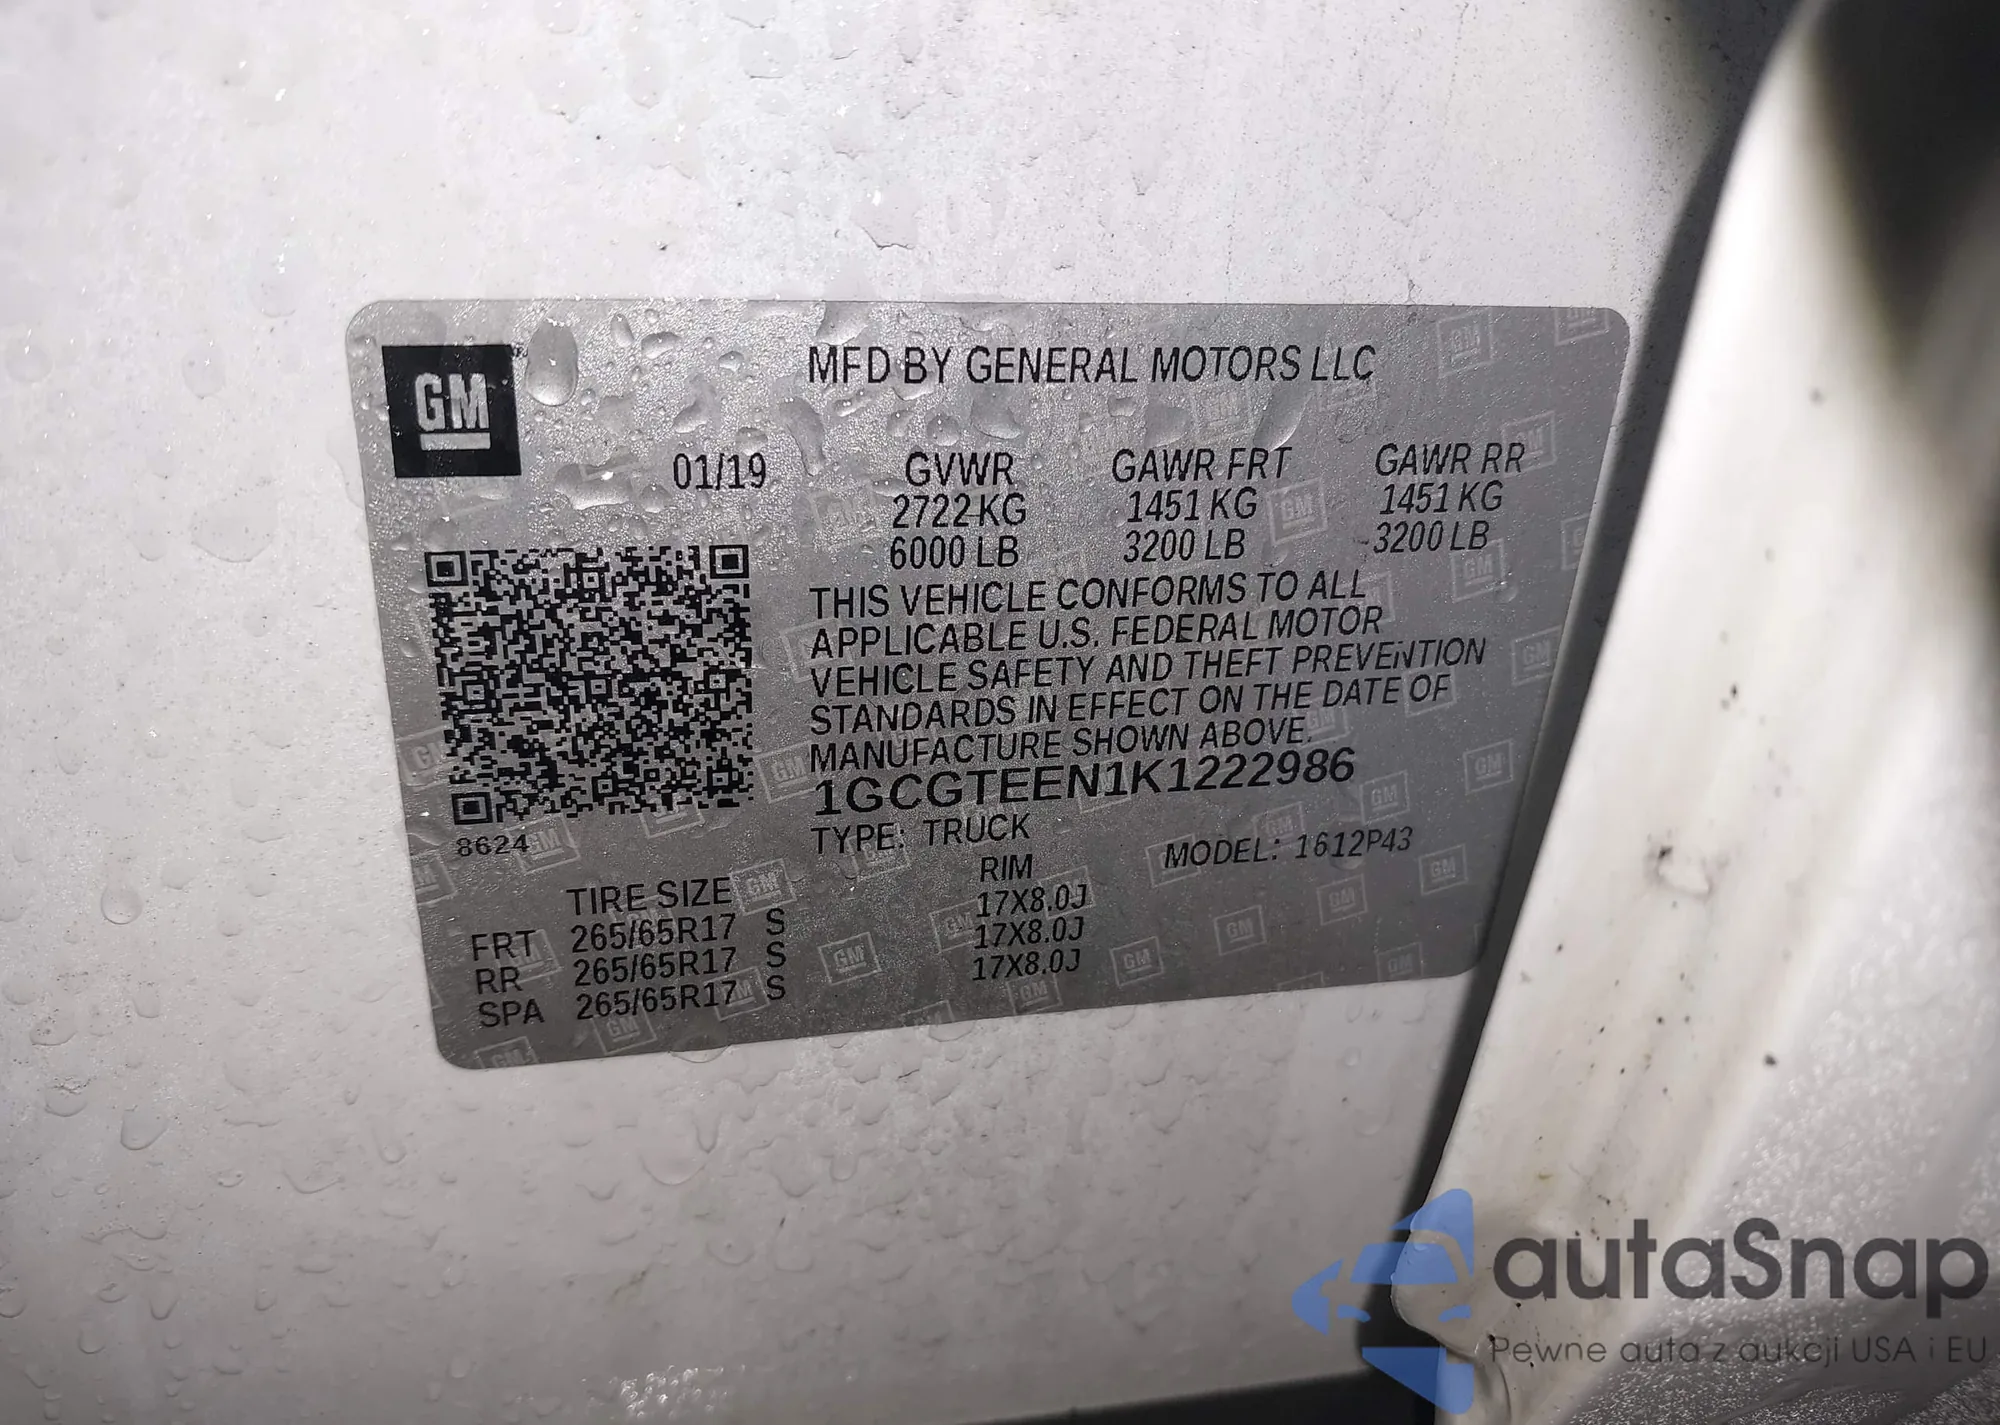 GM
MFD BY GENERAL MOTORS LLC
01/19
GVWR GAWR FRT GAWR RR
2722 KG 1451 KG 1451 KG
6000 LB 3200 LB 3200 LB
THIS VEHICLE CONFORMS TO ALL
APPLICABLE U.S. FEDERAL MOTOR
VEHICLE SAFETY AND THEFT PREVENTION
STANDARDS IN EFFECT ON THE DATE OF
MANUFACTURE SHOWN ABOVE.
1GCGTEEN1K1222986
8624
TYPE: TRUCK MODEL: 1612P43
TIRE SIZE RIM
FRT 265/65R17 S 17X8.0J
RR 265/65R17 S 17X8.0J
SPA 265/65R17 S 17X8.0J
autaSnap
Pewne auta z aukcji USA i EU